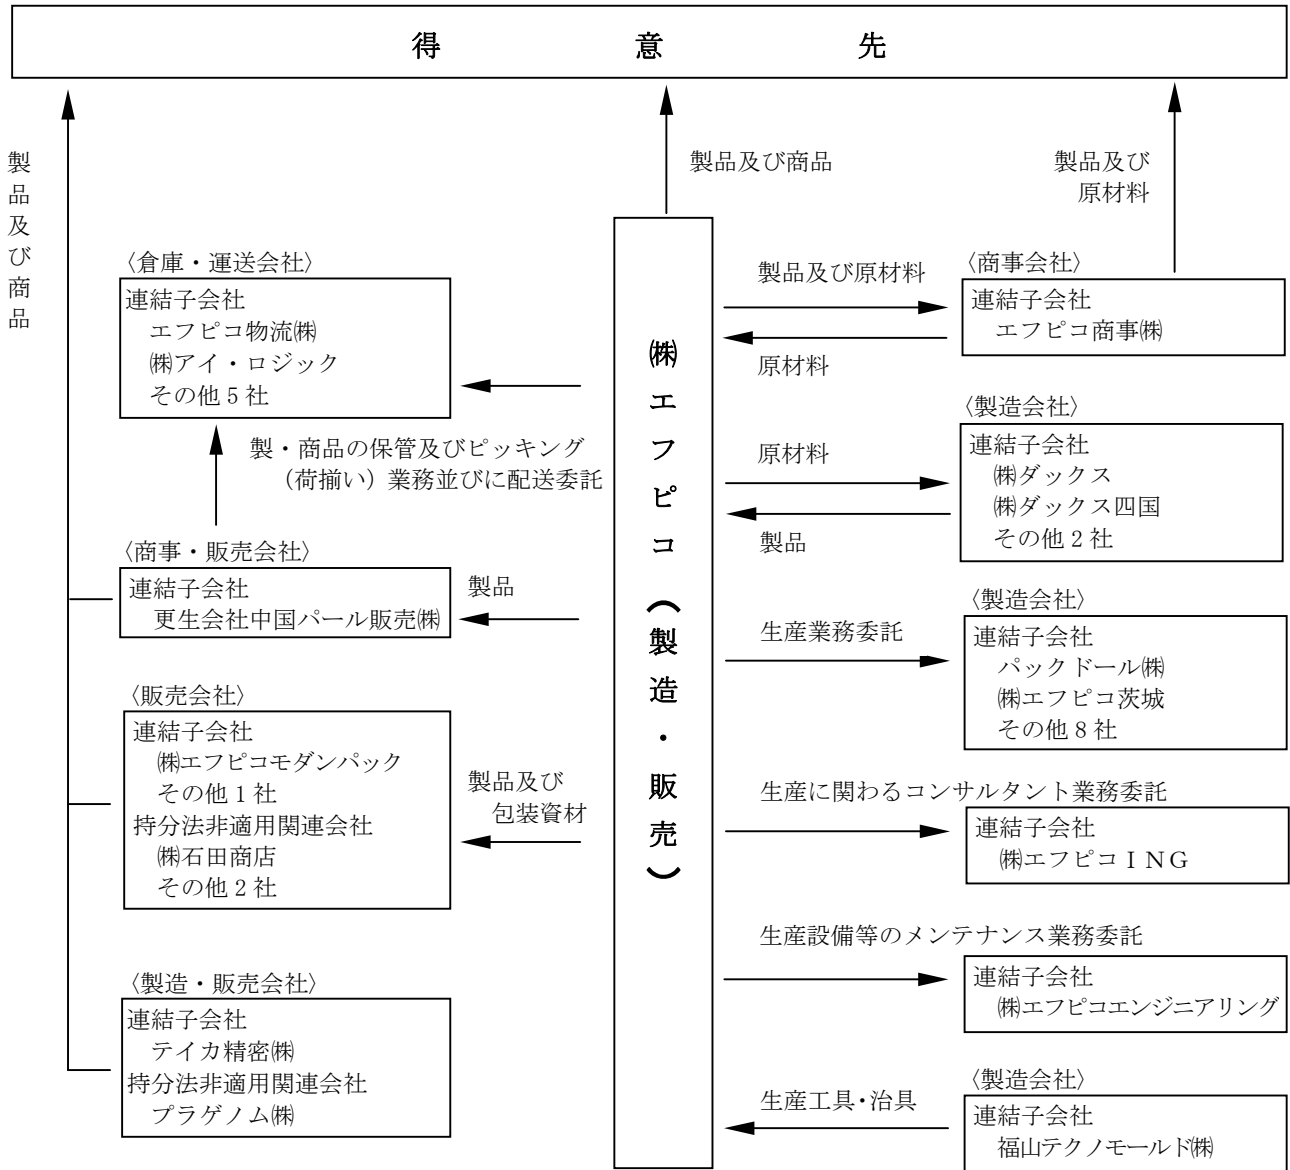 得意先
製品及び商品
製品及び商品
製品及び
原材料
〈倉庫・運送会社〉
連結子会社
エフピコ物流㈱
㈱アイ・ロジック
その他5社
製・商品の保管及びピッキング
（荷揃い）業務並びに配送委託
〈商事・販売会社〉
連結子会社
更生会社中国パール販売㈱
製品
〈販売会社〉
連結子会社
㈱エフピコモダンパック
その他1社
持分法非適用関連会社
㈱石田商店
その他2社
製品及び
包装資材
〈製造・販売会社〉
連結子会社
テイカ精密㈱
持分法非適用関連会社
プラゲノム㈱
㈱エフピコ（製造・販売）
製品及び原材料
原材料
〈商事会社〉
連結子会社
エフピコ商事㈱
原材料
製品
〈製造会社〉
連結子会社
㈱ダックス
㈱ダックス四国
その他2社
生産業務委託
〈製造会社〉
連結子会社
パックドール㈱
㈱エフピコ茨城
その他8社
生産に関わるコンサルタント業務委託
連結子会社
㈱エフピコＩＮＧ
生産設備等のメンテナンス業務委託
連結子会社
㈱エフピコエンジニアリング
生産工具・治具
〈製造会社〉
連結子会社
福山テクノモールド㈱